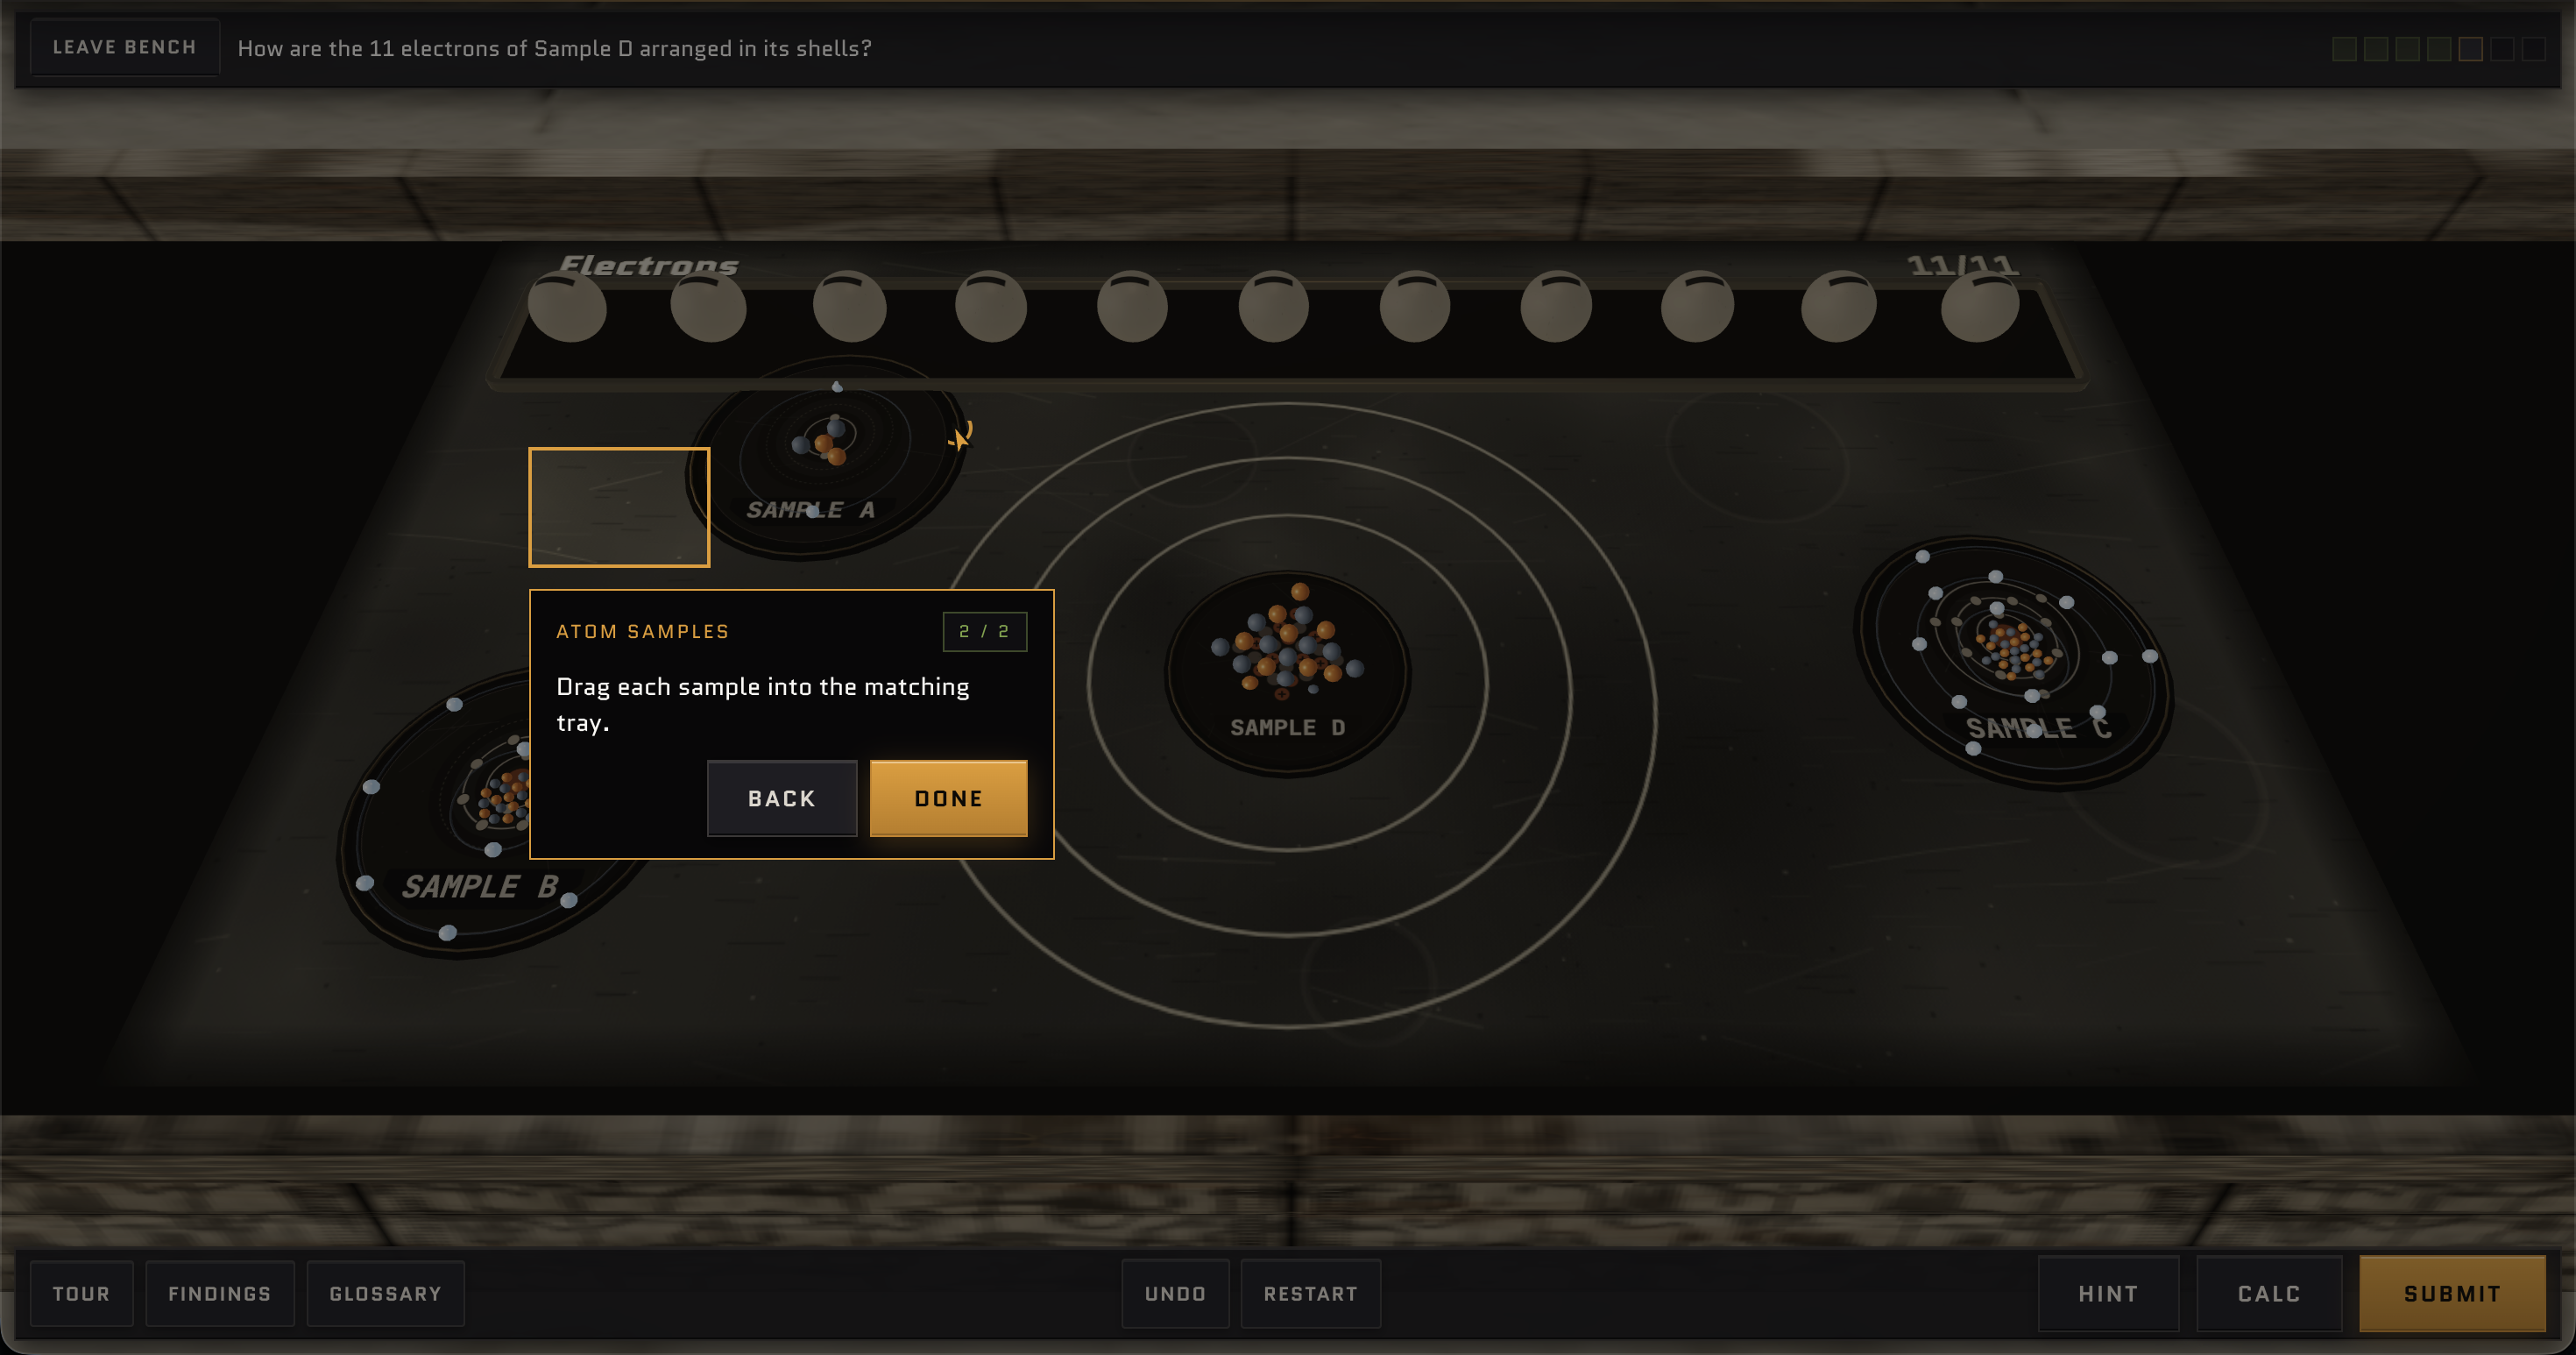 LEAVE BENCH
How are the 11 electrons of Sample D arranged in its shells?
Electrons
11/11
SAMPLE A
ATOM SAMPLES
2 / 2
Drag each sample into the matching
tray.
BACK
DONE
SAMPLE D
SAMPLE C
SAMPLE B
TOUR
FINDINGS
GLOSSARY
UNDO
RESTART
HINT
CALC
SUBMIT